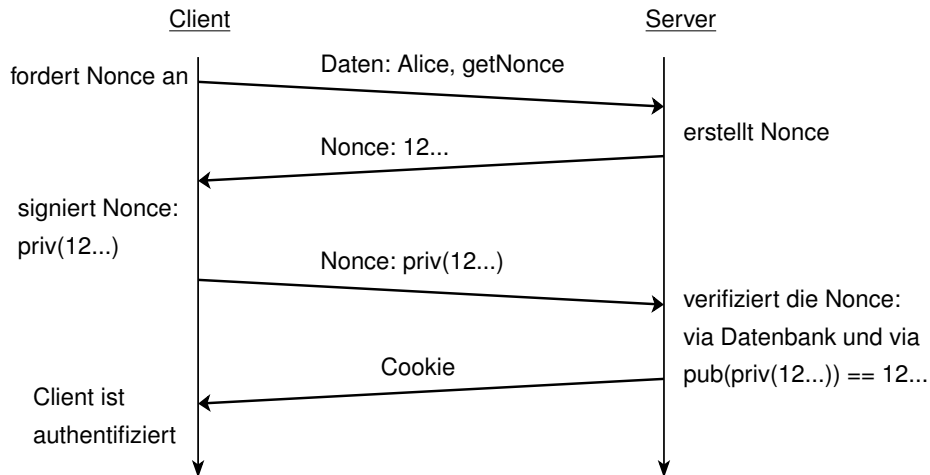 Client
Server
fordert Nonce an
Daten: Alice, getNonce
erstellt Nonce
Nonce: 12...
signiert Nonce:
priv(12...)
Nonce: priv(12...)
verifiziert die Nonce:
via Datenbank und via
pub(priv(12...)) == 12...
Cookie
Client ist
authentifiziert